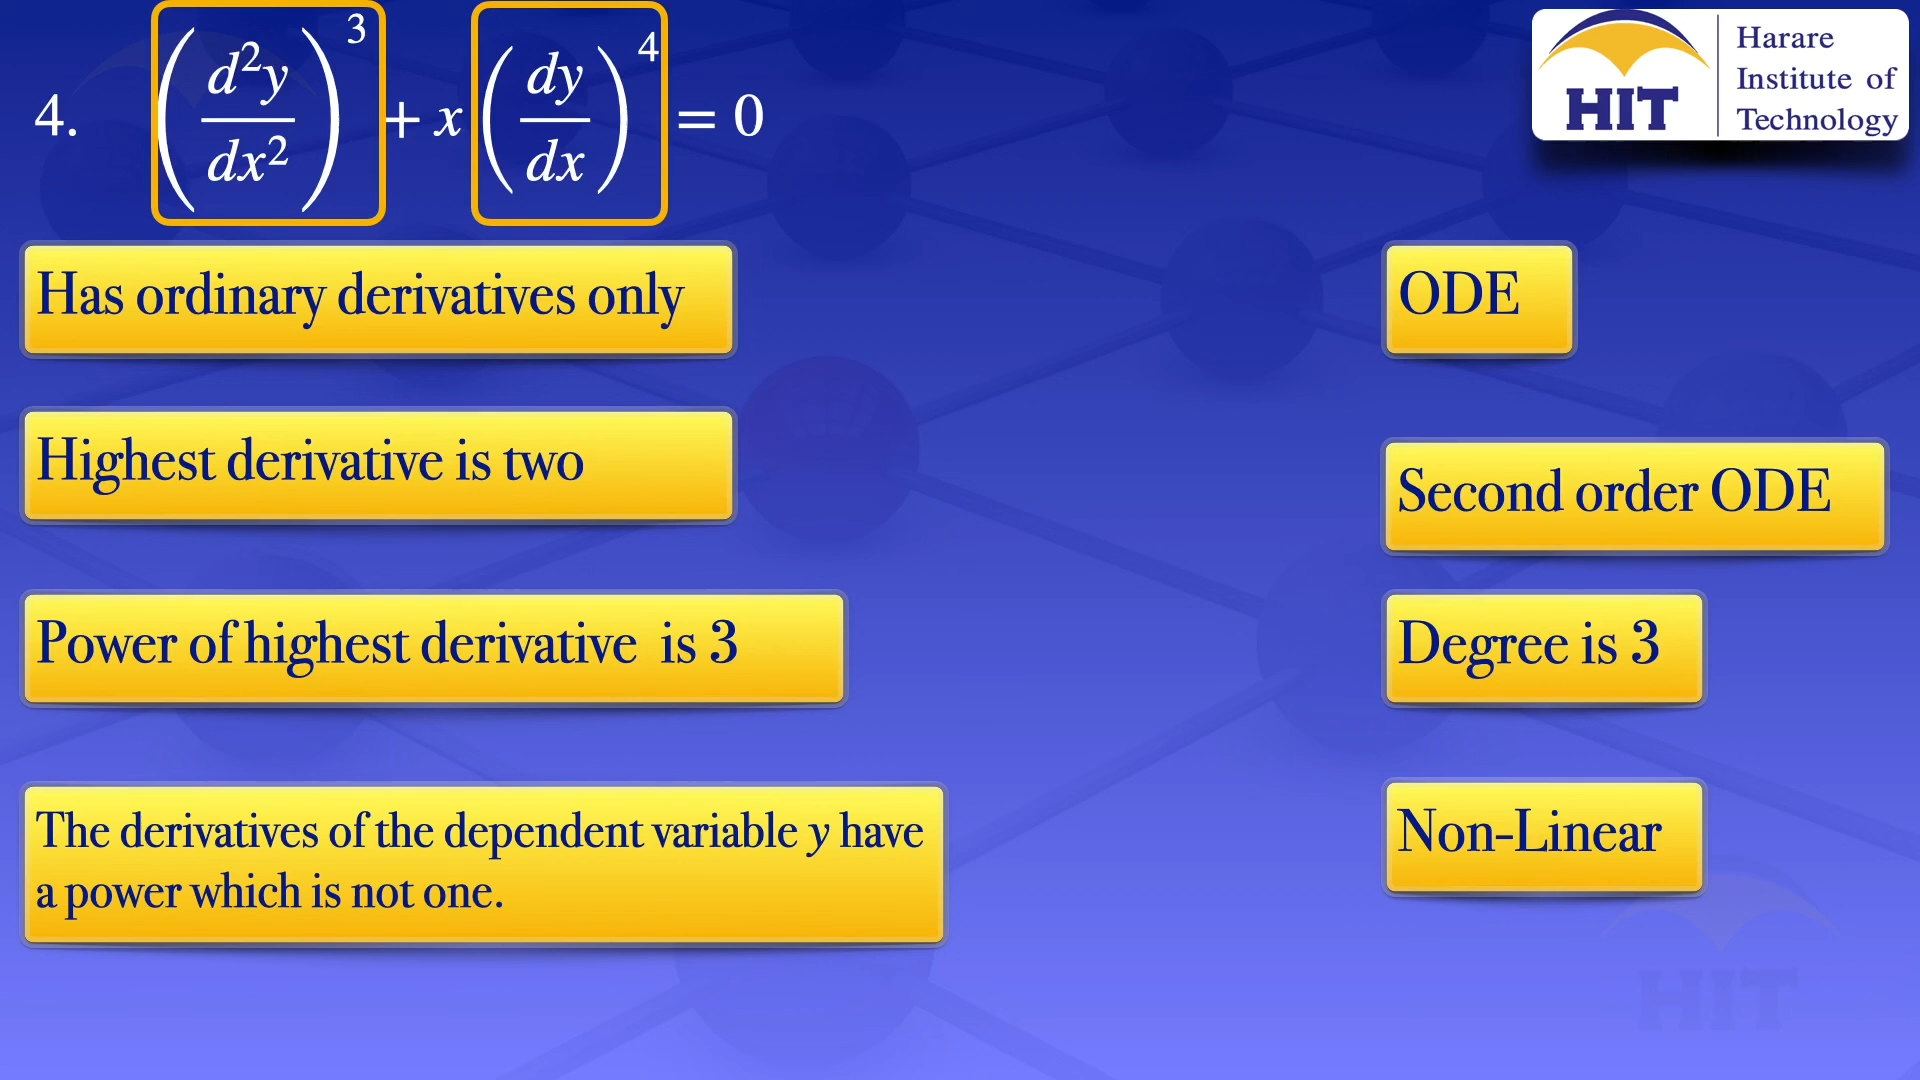 4. (d²y/dx²)³ + x (dy/dx)⁴ = 0
Harare
Institute of
Technology
HIT
Has ordinary derivatives only
ODE
Highest derivative is two
Second order ODE
Power of highest derivative is 3
Degree is 3
The derivatives of the dependent variable y have
a power which is not one.
Non-Linear
HIT